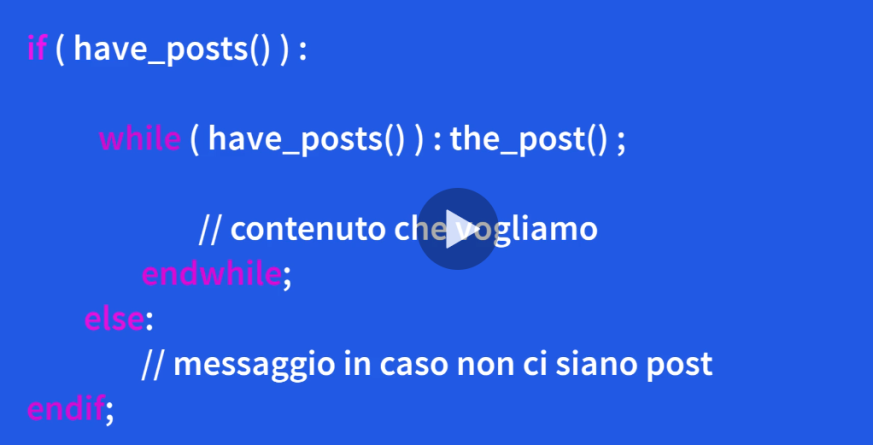 if ( have_posts() ) :
while ( have_posts() ) : the_post() ;
// contenuto che vogliamo
endwhile;
else:
// messaggio in caso non ci siano post
endif;